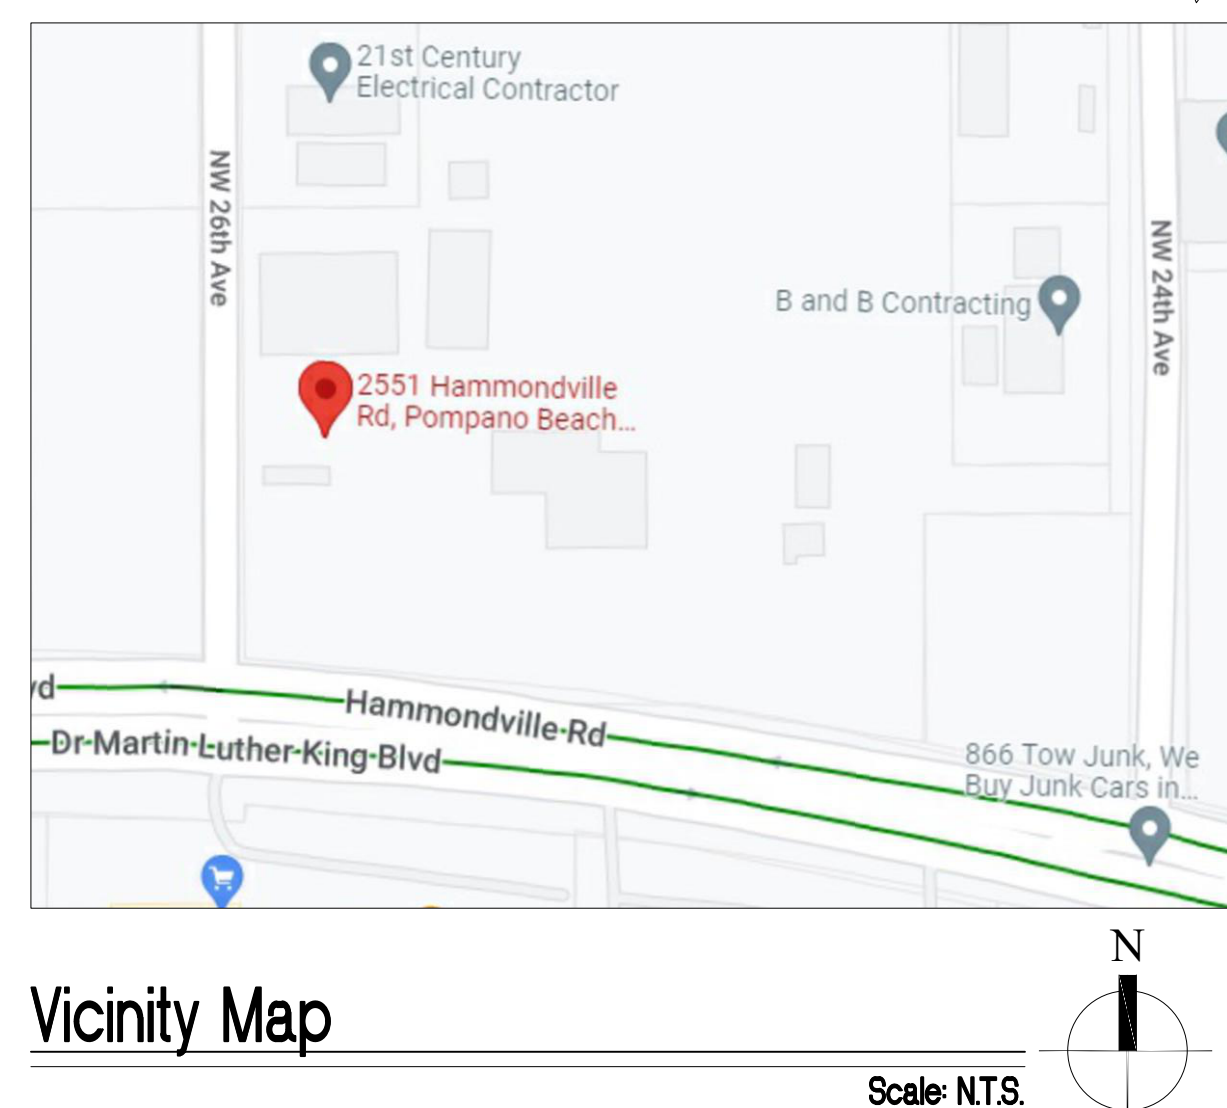 21st Century
Electrical Contractor
NW 26th Ave
NW 24th Ave
B and B Contracting
2551 Hammondville
Rd, Pompano Beach...
vd
Hammondville Rd
Dr Martin Luther King Blvd
866 Tow Junk, We
Buy Junk Cars in...
N
Vicinity Map
Scale: N.T.S.